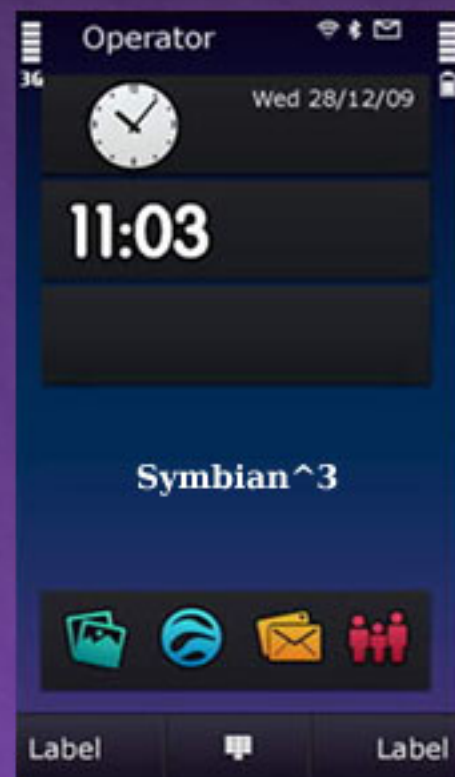 Operator
3G
Wed 28/12/09
11:03
Symbian^3
Label
Label